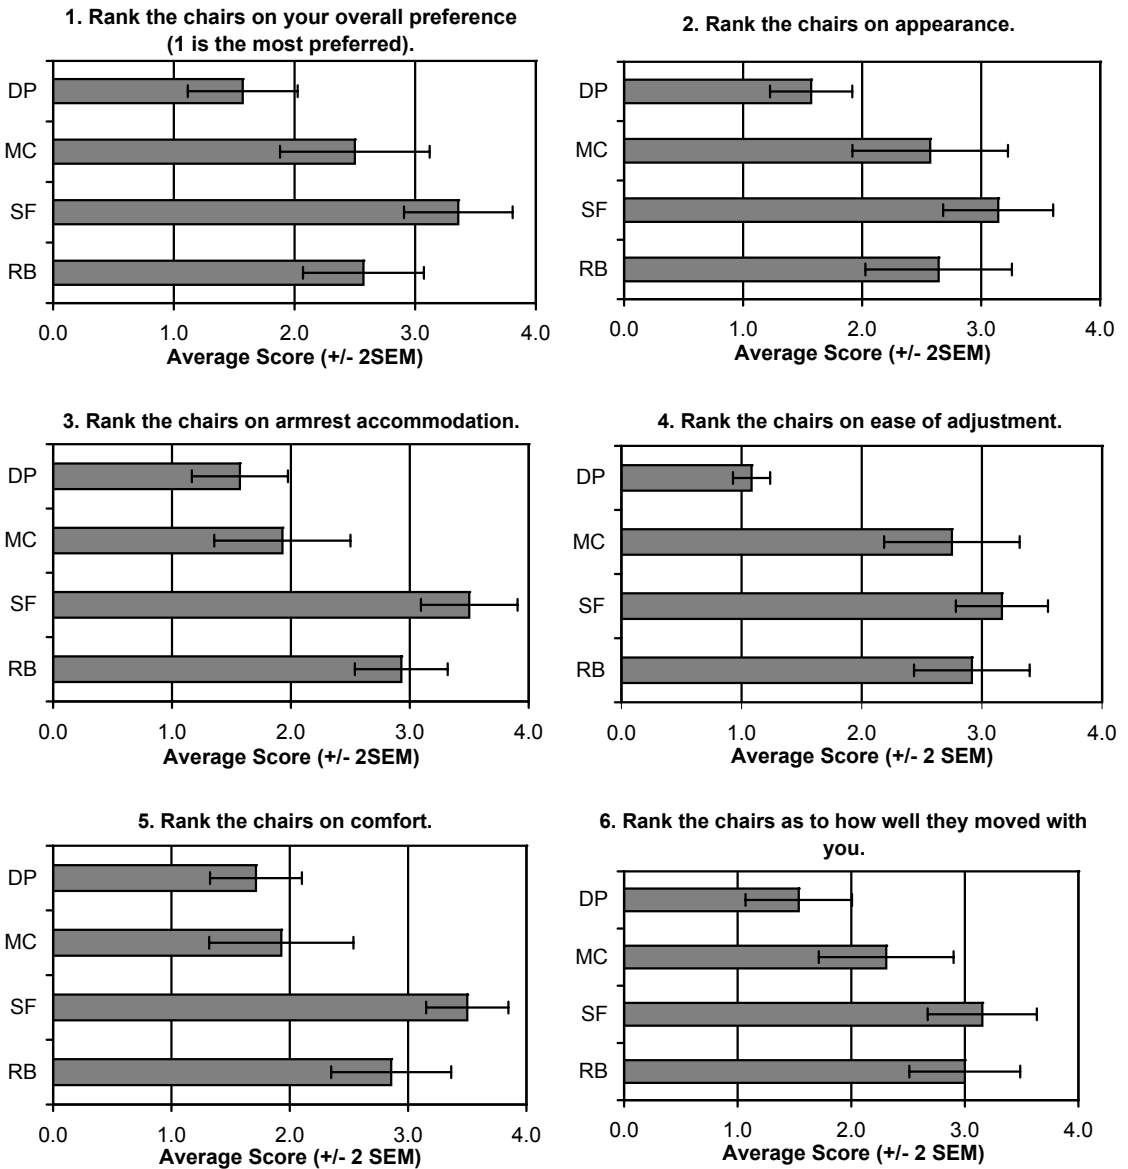 1. Rank the chairs on your overall preference
(1 is the most preferred).
DP
MC
SF
RB
0.0 1.0 2.0 3.0 4.0
Average Score (+/- 2SEM)
2. Rank the chairs on appearance.
DP
MC
SF
RB
0.0 1.0 2.0 3.0 4.0
Average Score (+/- 2SEM)
3. Rank the chairs on armrest accommodation.
DP
MC
SF
RB
0.0 1.0 2.0 3.0 4.0
Average Score (+/- 2SEM)
4. Rank the chairs on ease of adjustment.
DP
MC
SF
RB
0.0 1.0 2.0 3.0 4.0
Average Score (+/- 2 SEM)
5. Rank the chairs on comfort.
DP
MC
SF
RB
0.0 1.0 2.0 3.0 4.0
Average Score (+/- 2 SEM)
6. Rank the chairs as to how well they moved with
you.
DP
MC
SF
RB
0.0 1.0 2.0 3.0 4.0
Average Score (+/- 2 SEM)